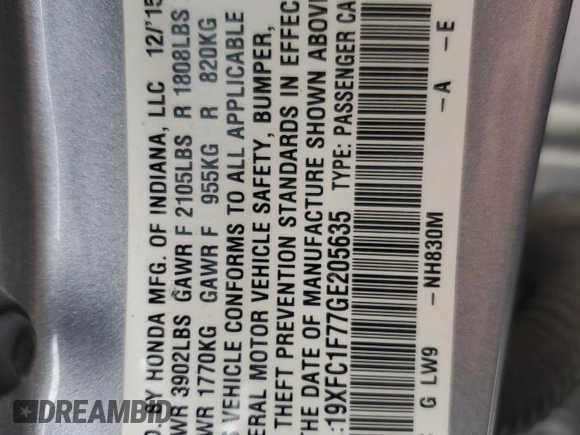 D. BY HONDA MFG. OF INDIANA, LLC 12/'15
WR 3902LBS GAWR F 2105LBS R 1808LBS
WR 1770KG GAWR F 955KG R 820KG
VEHICLE CONFORMS TO ALL APPLICABLE
ERAL MOTOR VEHICLE SAFETY, BUMPER,
THEFT PREVENTION STANDARDS IN EFFEC
THE DATE OF MANUFACTURE SHOWN ABOV
:19XFC1F77GE205635 TYPE: PASSENGER CA
-NH830M -A -E
G LW9
DREAMBID